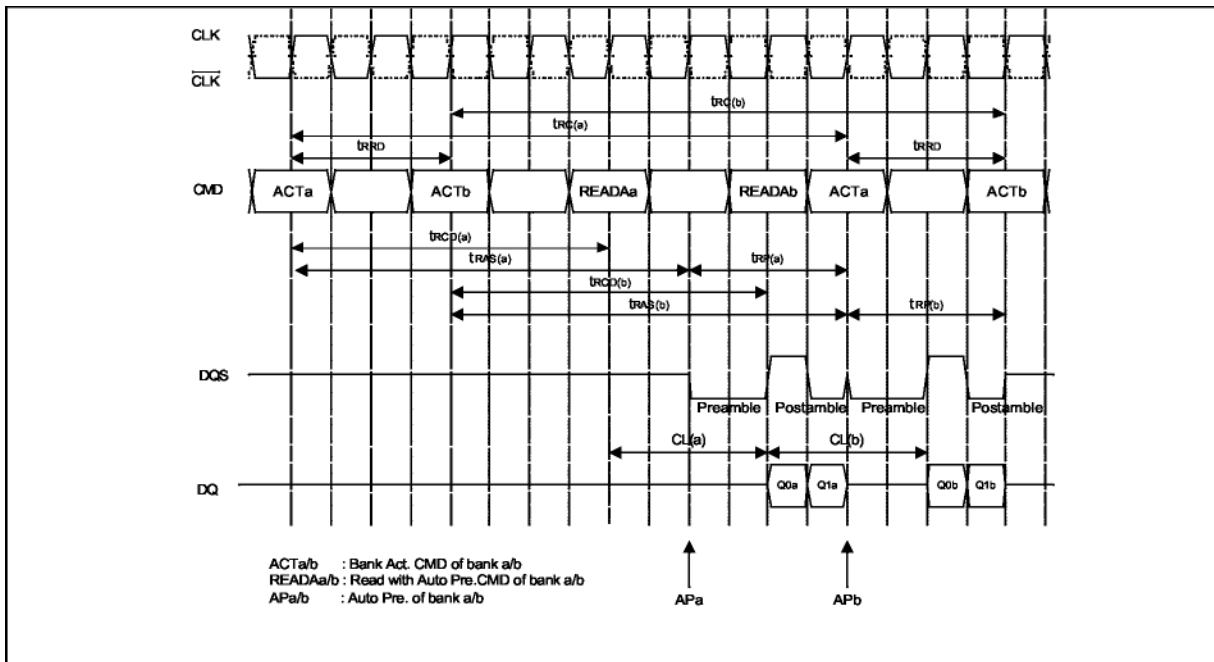 CLK
CLK
tRC(b)
tRC(a)
tRRD
tRRD
CMD
ACTa
ACTb
READAa
READAb
ACTa
ACTb
tRCD(a)
tRAS(a)
tRP(a)
tRCD(b)
tRAS(b)
tRP(b)
DQS
Preamble
Postamble
Preamble
Postamble
CL(a)
CL(b)
DQ
Q0a
Q1a
Q0b
Q1b
ACTa/b : Bank Act. CMD of bank a/b
READAa/b : Read with Auto Pre.CMD of bank a/b
APa/b : Auto Pre. of bank a/b
APa
APb